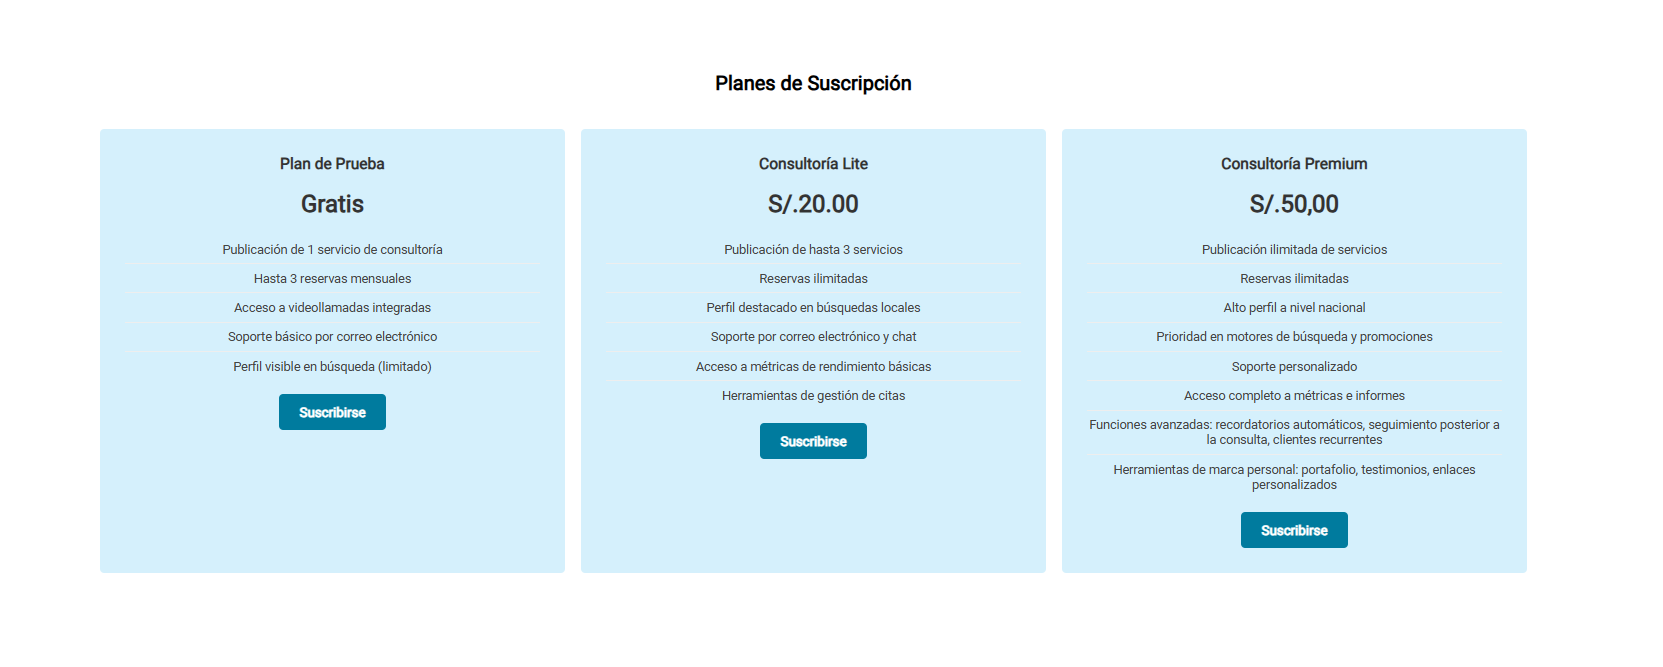 Planes de Suscripción
Plan de Prueba
Gratis
Publicación de 1 servicio de consultoría
Hasta 3 reservas mensuales
Acceso a videollamadas integradas
Soporte básico por correo electrónico
Perfil visible en búsqueda (limitado)
Suscribirse
Consultoría Lite
S/.20.00
Publicación de hasta 3 servicios
Reservas ilimitadas
Perfil destacado en búsquedas locales
Soporte por correo electrónico y chat
Acceso a métricas de rendimiento básicas
Herramientas de gestión de citas
Suscribirse
Consultoría Premium
S/.50,00
Publicación ilimitada de servicios
Reservas ilimitadas
Alto perfil a nivel nacional
Prioridad en motores de búsqueda y promociones
Soporte personalizado
Acceso completo a métricas e informes
Funciones avanzadas: recordatorios automáticos, seguimiento posterior a
la consulta, clientes recurrentes
Herramientas de marca personal: portafolio, testimonios, enlaces
personalizados
Suscribirse